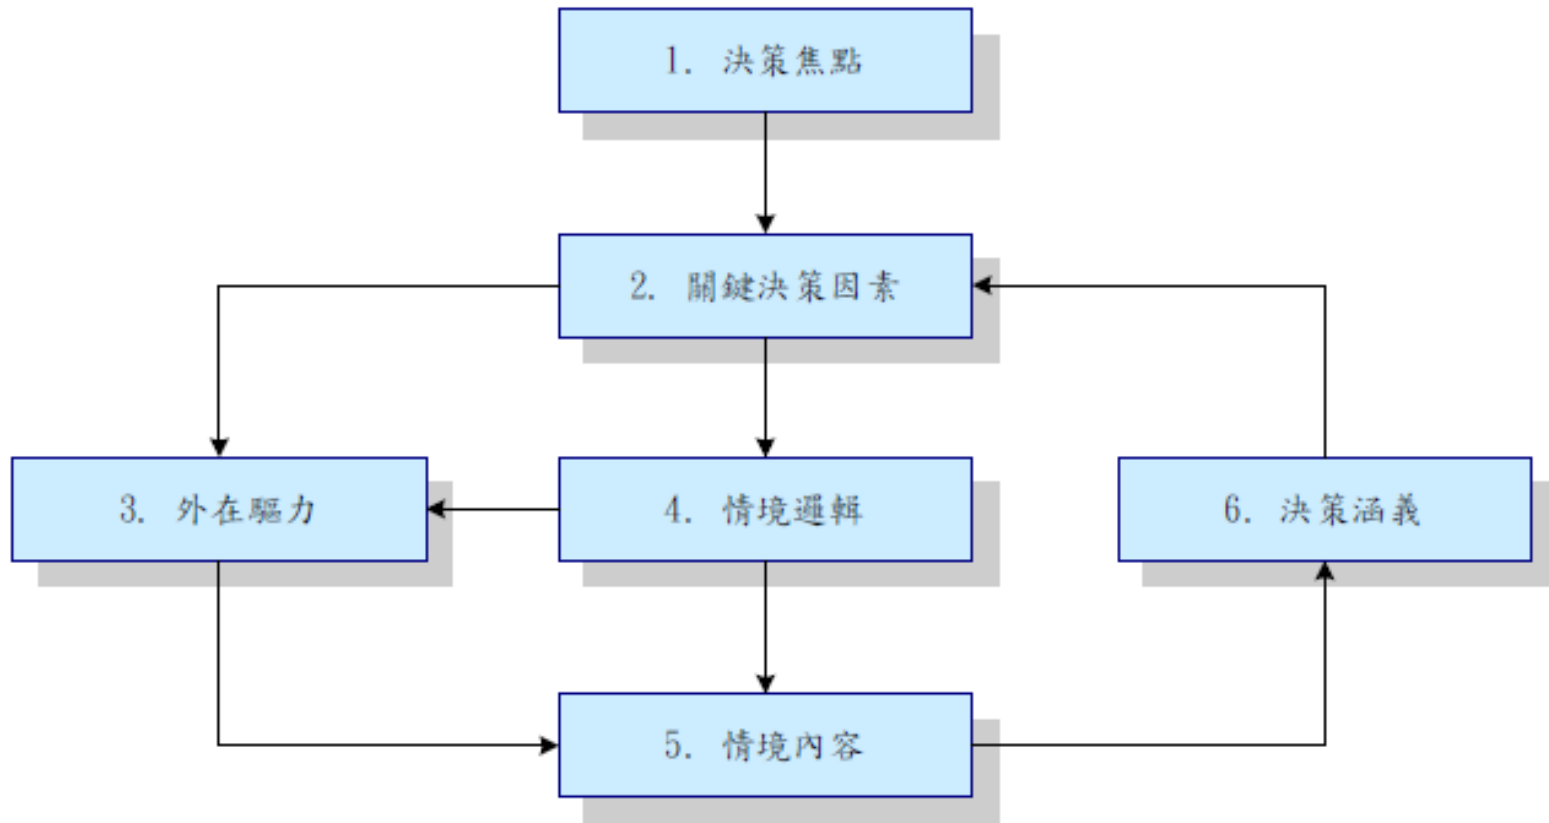 1. 決策焦點
2. 關鍵決策因素
3. 外在驅力
4. 情境邏輯
6. 決策涵義
5. 情境內容